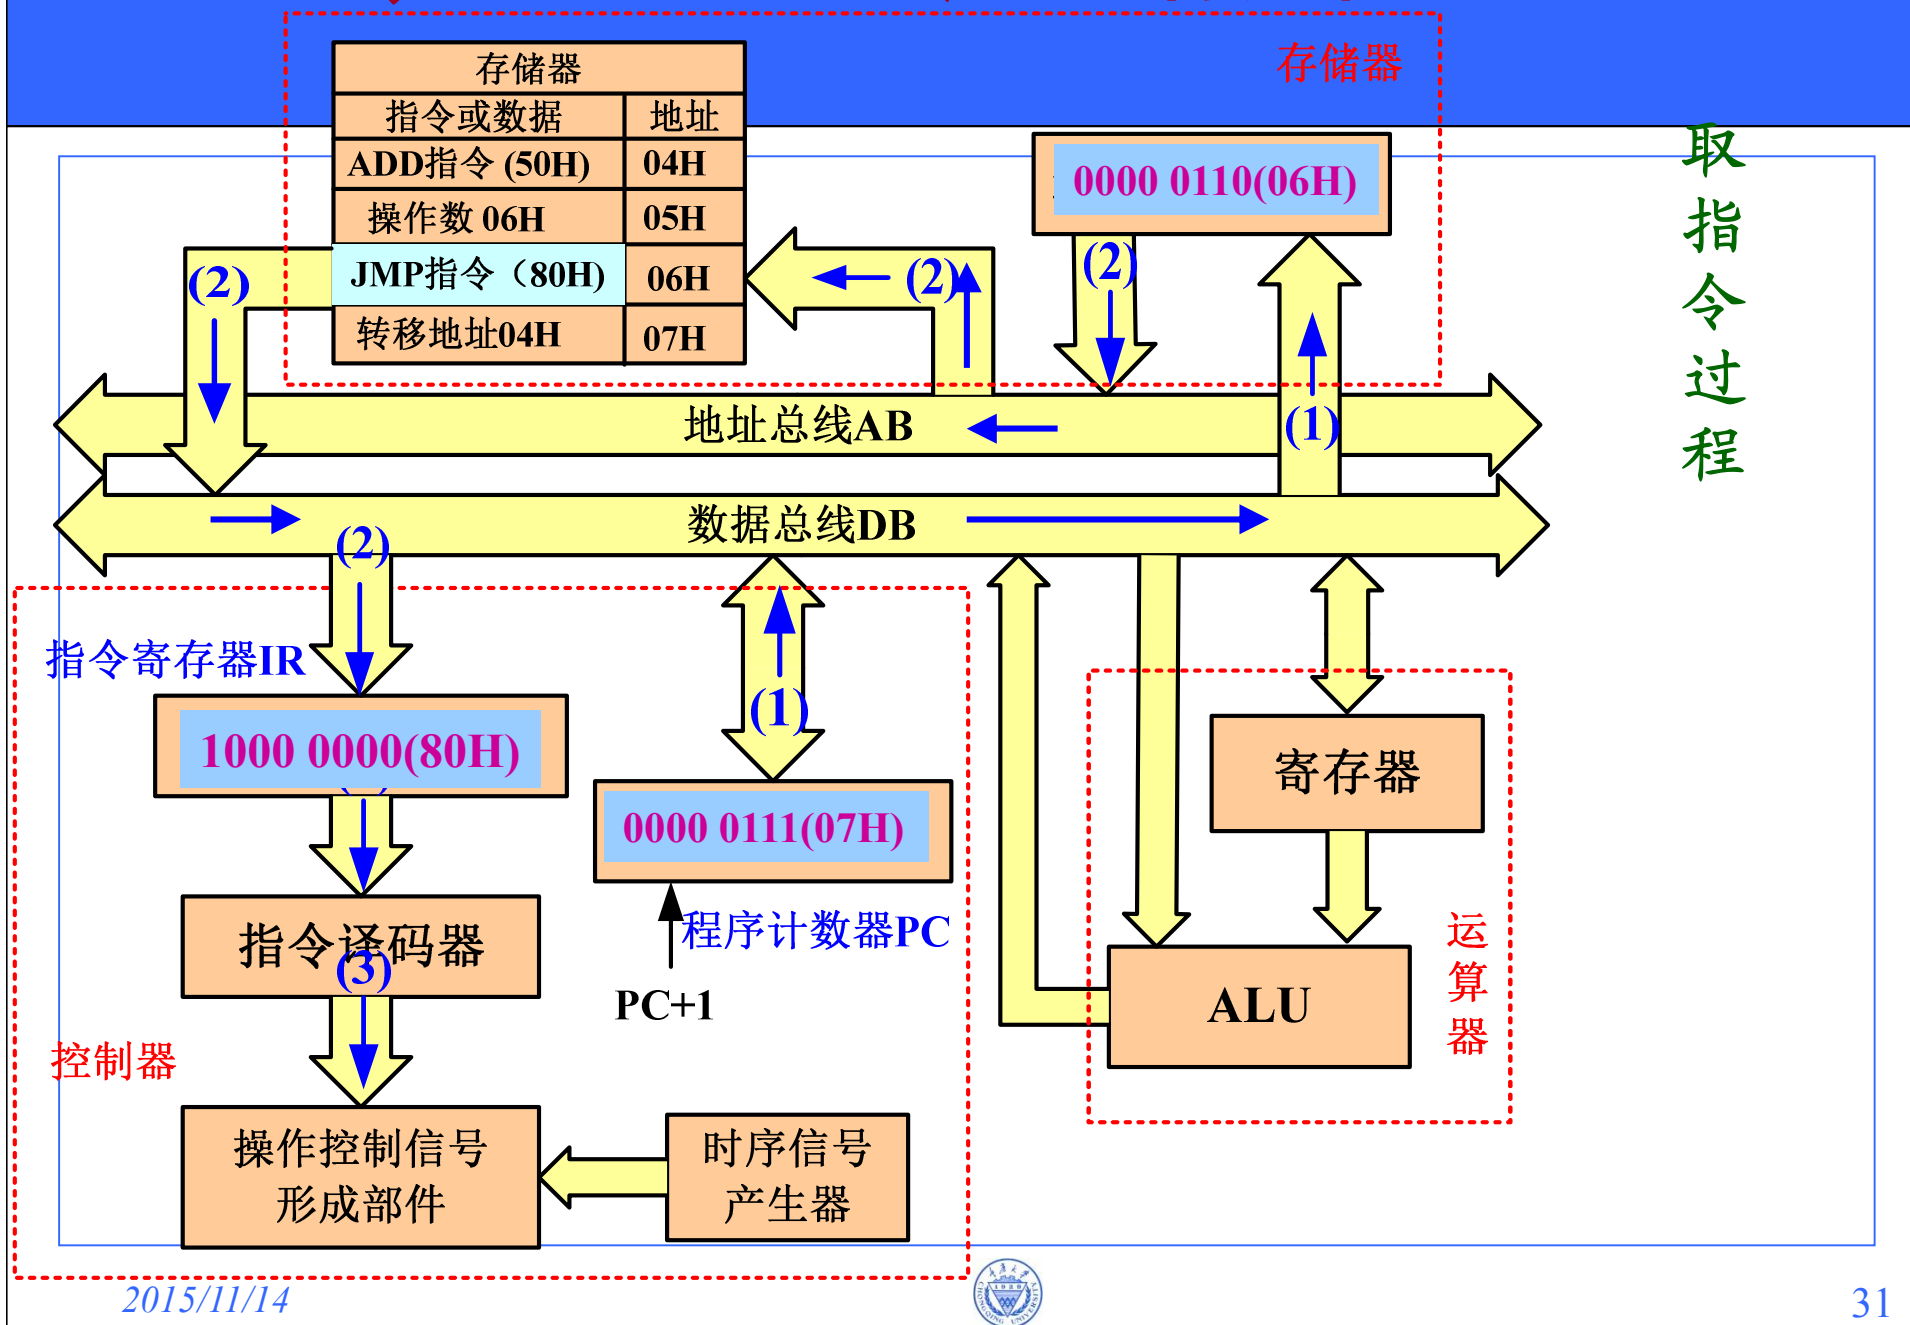 存储器
存储器
指令或数据 地址
ADD指令 (50H) 04H
操作数 06H 05H
JMP指令（80H) 06H
转移地址04H 07H
0000 0110(06H)
取指令过程
(2)
(2)
(2)
(1)
地址总线AB
数据总线DB
(2)
(1)
指令寄存器IR
1000 0000(80H)
0000 0111(07H)
寄存器
指令译码器
(3)
程序计数器PC
PC+1
ALU
运算器
控制器
操作控制信号
形成部件
时序信号
产生器
2015/11/14
31